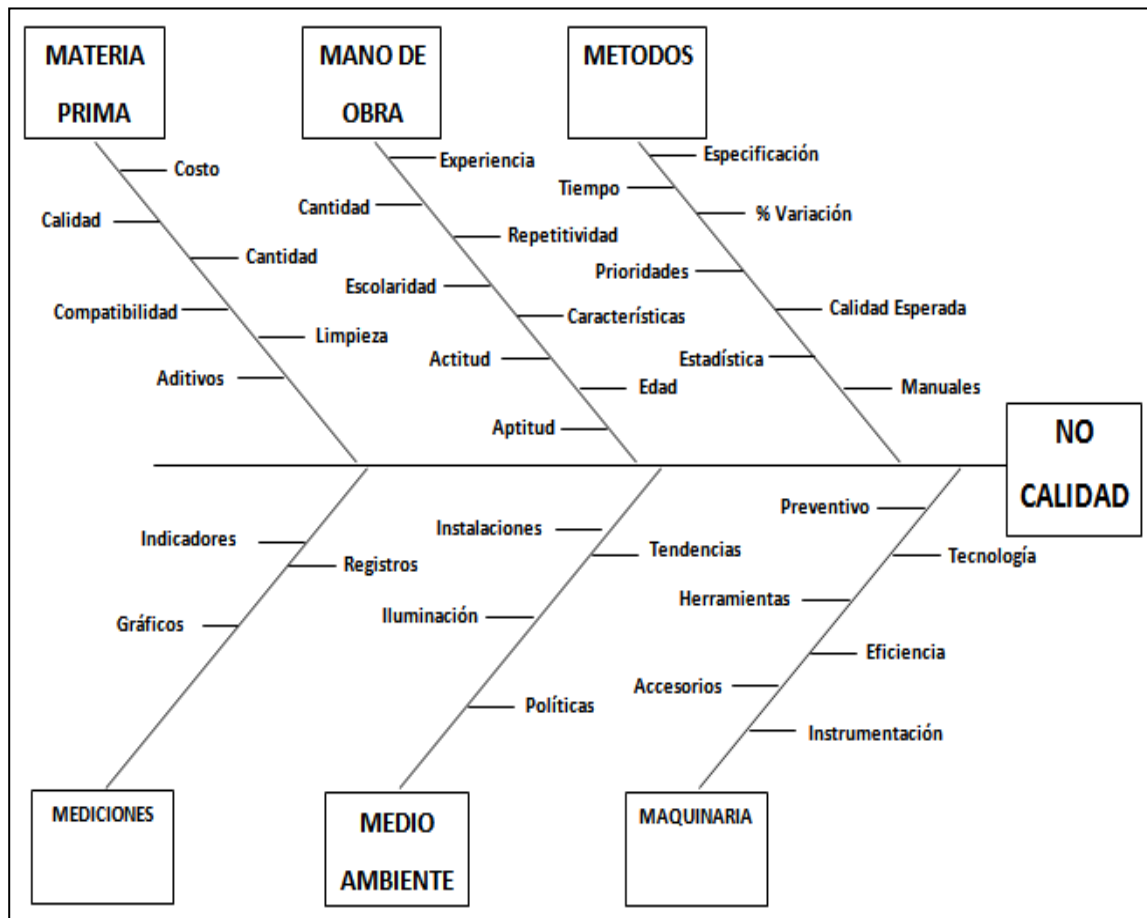 MATERIA
PRIMA
MANO DE
OBRA
METODOS
Costo
Calidad
Cantidad
Compatibilidad
Limpieza
Aditivos
Experiencia
Cantidad
Repetitividad
Escolaridad
Características
Actitud
Edad
Aptitud
Especificación
Tiempo
% Variación
Prioridades
Calidad Esperada
Estadística
Manuales
NO
CALIDAD
Indicadores
Registros
Gráficos
Instalaciones
Tendencias
Iluminación
Políticas
Preventivo
Tecnología
Herramientas
Eficiencia
Accesorios
Instrumentación
MEDICIONES
MEDIO
AMBIENTE
MAQUINARIA